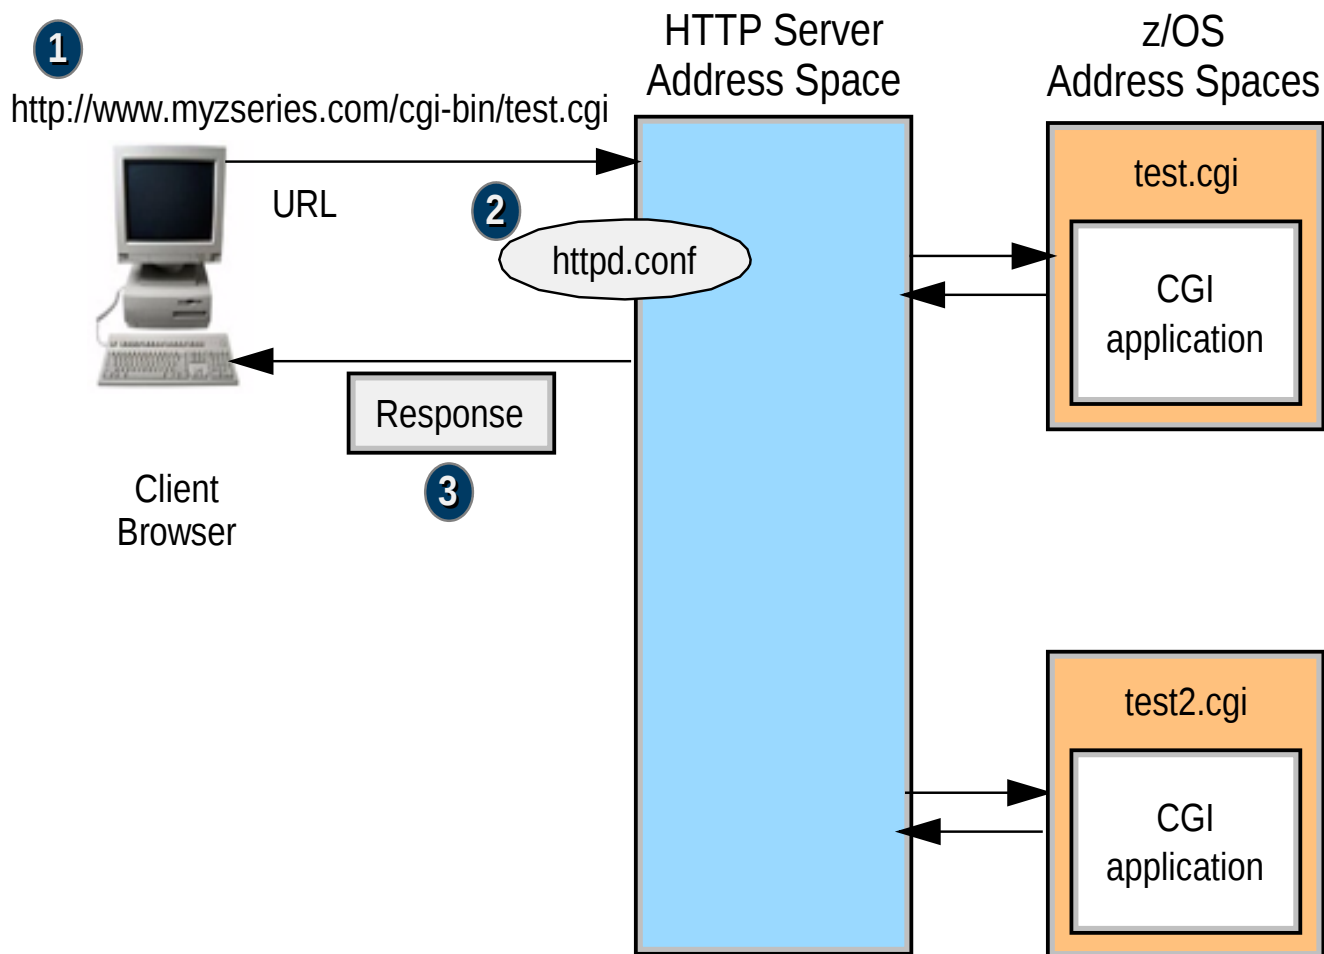 1
http://www.myzseries.com/cgi-bin/test.cgi
HTTP Server
Address Space
z/OS
Address Spaces
URL
2
httpd.conf
test.cgi
CGI
application
Response
3
Client
Browser
test2.cgi
CGI
application